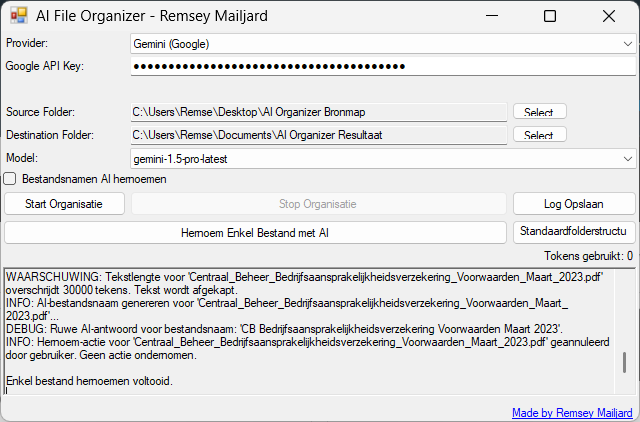 AI File Organizer - Remsey Mailjard
Provider:
Gemini (Google)
Google API Key:
●●●●●●●●●●●●●●●●●●●●●●●●●●●●●●●●●●●●●●●
Source Folder:
C:\Users\Remse\Desktop\AI Organizer Bronmap
Select
Destination Folder:
C:\Users\Remse\Documents\AI Organizer Resultaat
Select
Model:
gemini-1.5-pro-latest
Bestandsnamen AI hernoemen
Start Organisatie
Stop Organisatie
Log Opslaan
Hernoem Enkel Bestand met AI
Standaardfolderstructu
Tokens gebruikt: 0
WAARSCHUWING: Tekstlengte voor 'Centraal_Beheer_Bedrijfsaansprakelijkheidsverzekering_Voorwaarden_Maart_2023.pdf'
overschrijdt 30000 tekens. Tekst wordt afgekapt.
INFO: AI-bestandsnaam genereren voor 'Centraal_Beheer_Bedrijfsaansprakelijkheidsverzekering_Voorwaarden_Maart_
2023.pdf'...
DEBUG: Ruwe AI-antwoord voor bestandsnaam: 'CB Bedrijfsaansprakelijkheidsverzekering Voorwaarden Maart 2023'.
INFO: Hernoem-actie voor 'Centraal_Beheer_Bedrijfsaansprakelijkheidsverzekering_Voorwaarden_Maart_2023.pdf' geannuleerd
door gebruiker. Geen actie ondernomen.
Enkel bestand hernoemen voltooid.
Made by Remsey Mailjard